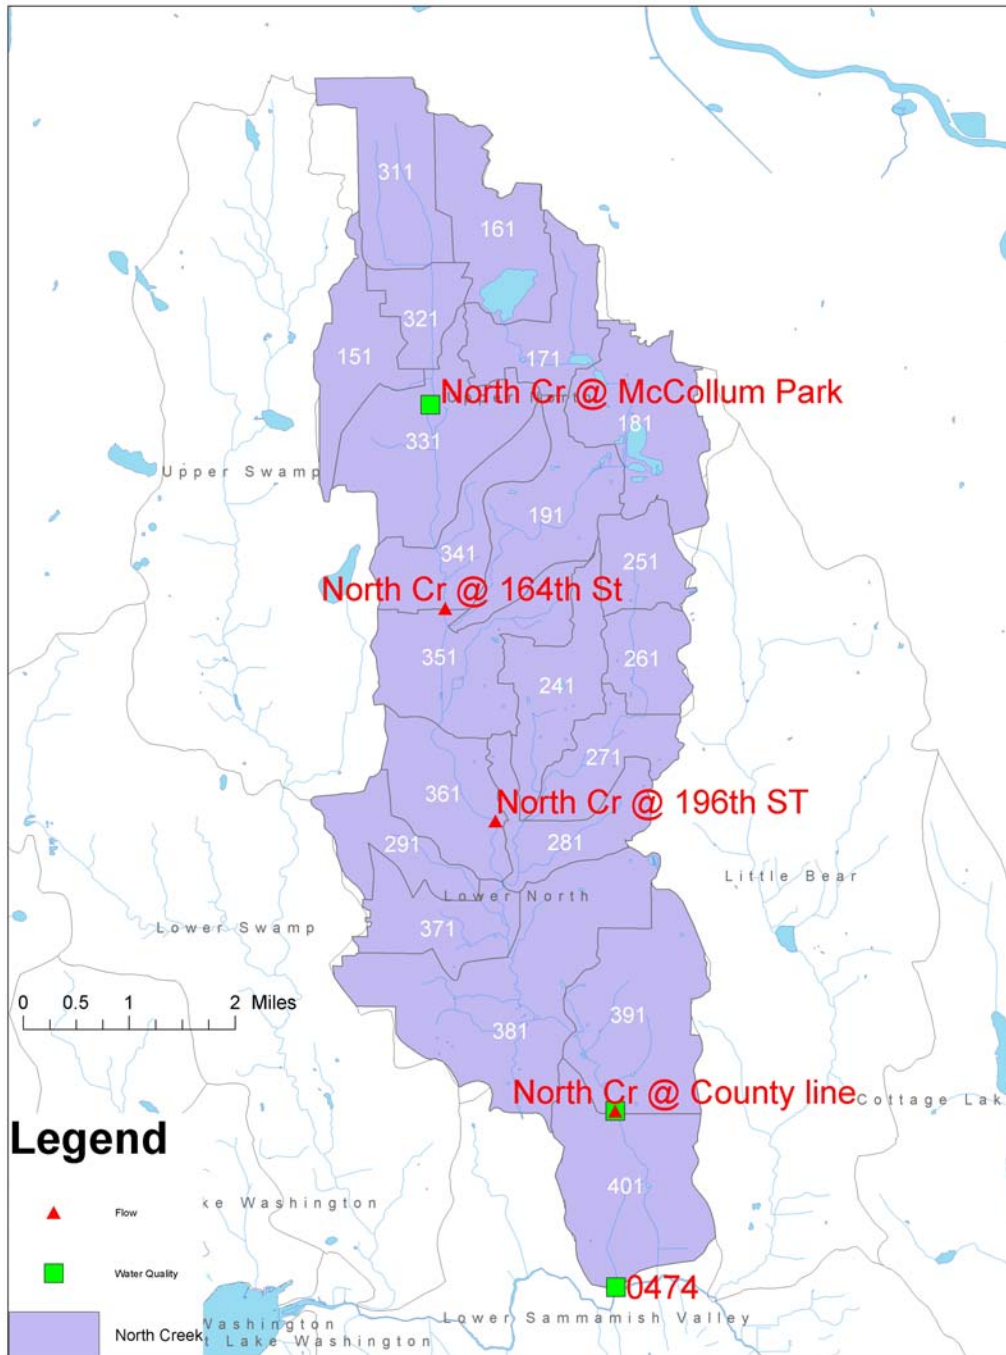 311
161
321
151
171
North Cr @ McCollum Park
Upper North
181
331
Upper Swamp
191
341
251
North Cr @ 164th St
351
261
241
271
361
North Cr @ 196th ST
291
281
Little Bear
Lower North
371
Lower Swamp
0 0.5 1 2 Miles
391
381
North Cr @ County line
Cottage Lak
Legend
401
ke Washington
Flow
Water Quality
0474
Lower Sammamish Valley
North Creek
Washington
t Lake Washington